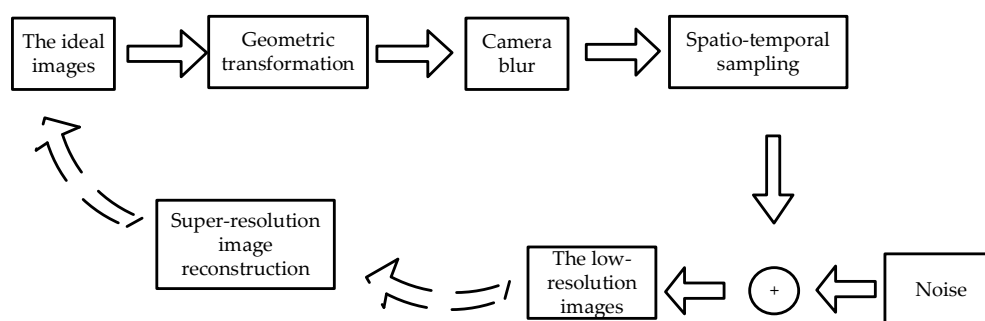 The ideal
images
Geometric
transformation
Camera
blur
Spatio-temporal
sampling
Super-resolution
image
reconstruction
The low-
resolution
images
+
Noise